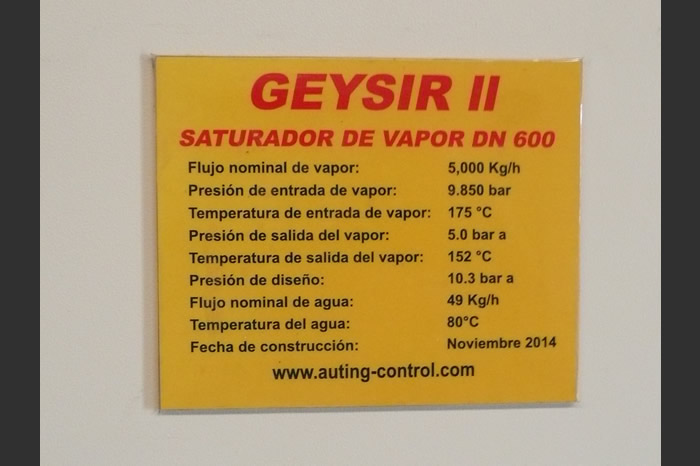 GEYSIR II
SATURADOR DE VAPOR DN 600
Flujo nominal de vapor: 5,000 Kg/h
Presión de entrada de vapor: 9.850 bar
Temperatura de entrada de vapor: 175 °C
Presión de salida del vapor: 5.0 bar a
Temperatura de salida del vapor: 152 °C
Presión de diseño: 10.3 bar a
Flujo nominal de agua: 49 Kg/h
Temperatura del agua: 80°C
Fecha de construcción: Noviembre 2014
www.auting-control.com